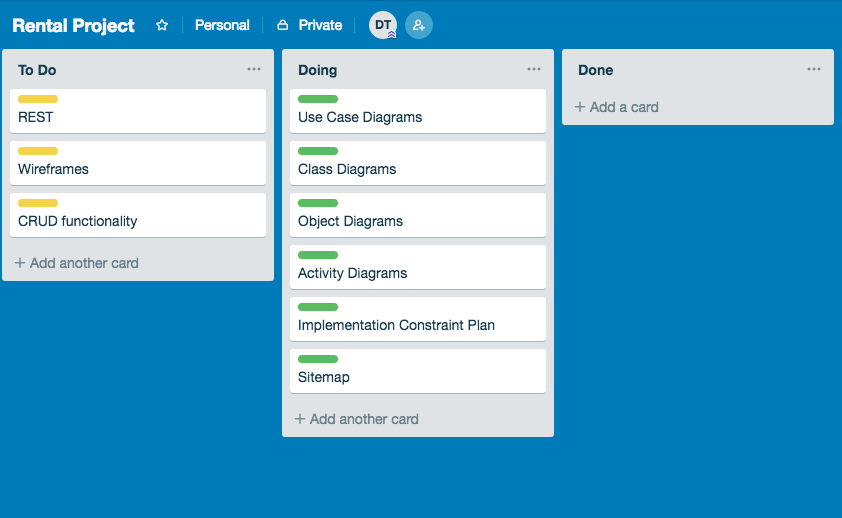 Rental Project Personal Private DT
To Do
REST
Wireframes
CRUD functionality
+ Add another card
Doing
Use Case Diagrams
Class Diagrams
Object Diagrams
Activity Diagrams
Implementation Constraint Plan
Sitemap
+ Add another card
Done
+ Add a card